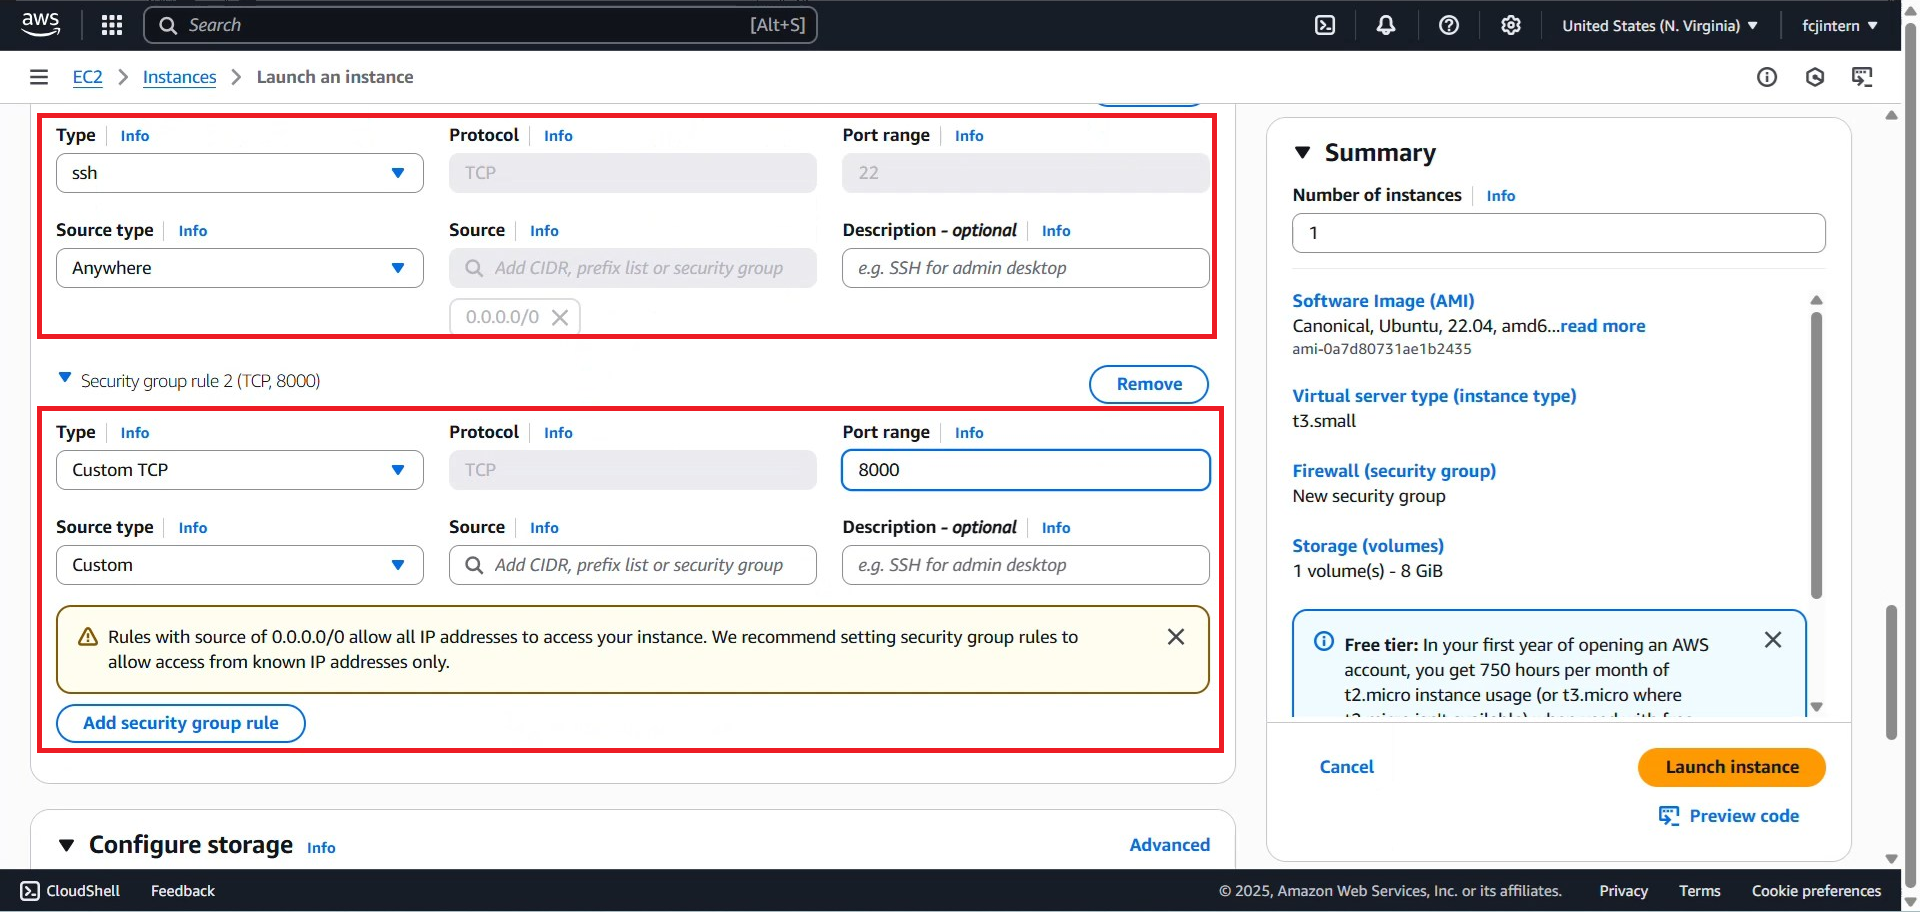 aws
Search [Alt+S]
United States (N. Virginia) fcjintern
EC2 Instances Launch an instance
Type Info Protocol Info Port range Info
ssh TCP 22
Source type Info Source Info Description - optional Info
Anywhere Add CIDR, prefix list or security group e.g. SSH for admin desktop
0.0.0.0/0
Security group rule 2 (TCP, 8000) Remove
Type Info Protocol Info Port range Info
Custom TCP TCP 8000
Source type Info Source Info Description - optional Info
Custom Add CIDR, prefix list or security group e.g. SSH for admin desktop
Rules with source of 0.0.0.0/0 allow all IP addresses to access your instance. We recommend setting security group rules to
allow access from known IP addresses only.
Add security group rule
Configure storage Info Advanced
Summary
Number of instances Info
1
Software Image (AMI)
Canonical, Ubuntu, 22.04, amd6...read more
ami-0a7d80731ae1b2435
Virtual server type (instance type)
t3.small
Firewall (security group)
New security group
Storage (volumes)
1 volume(s) - 8 GiB
Free tier: In your first year of opening an AWS
account, you get 750 hours per month of
t2.micro instance usage (or t3.micro where
Cancel Launch instance
Preview code
CloudShell Feedback © 2025, Amazon Web Services, Inc. or its affiliates. Privacy Terms Cookie preferences